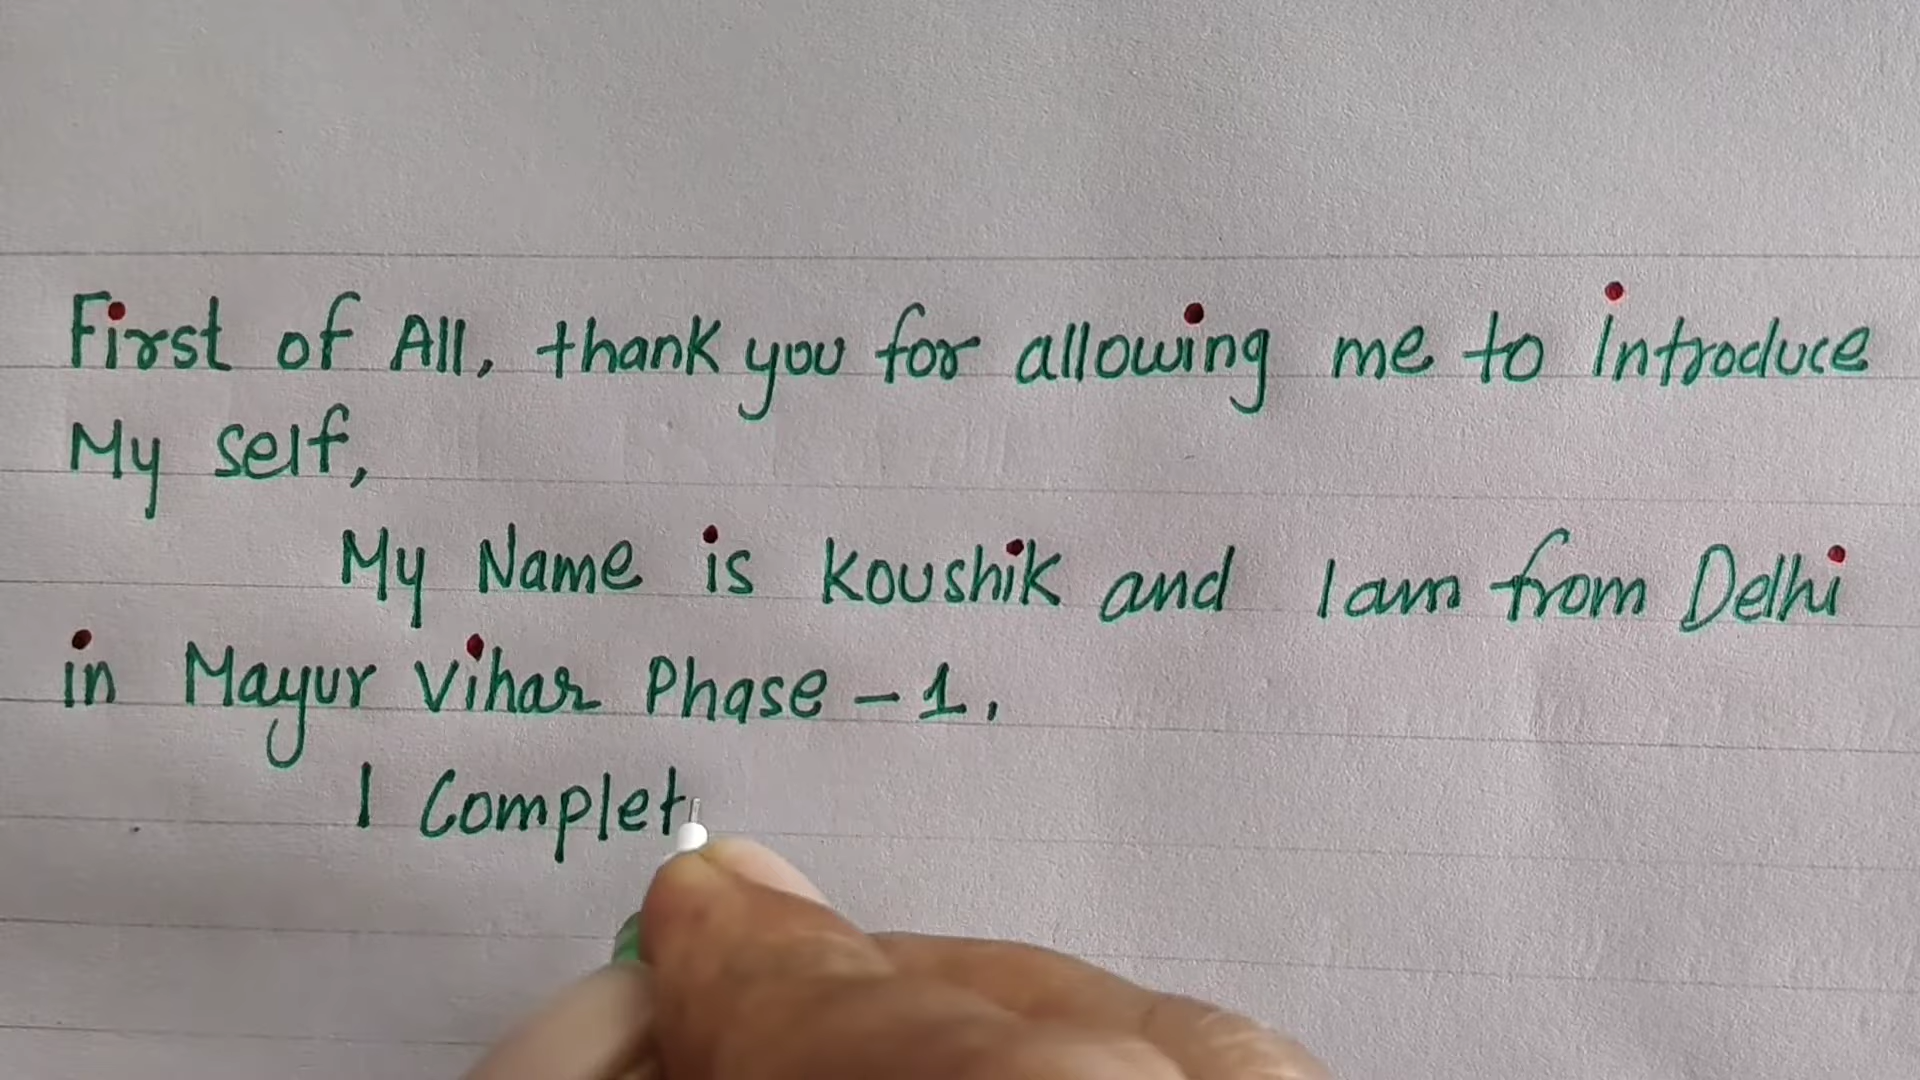 First of All, thank you for allowing me to introduce
My self,
My Name is Koushik and I am from Delhi
in Mayur Vihar Phase - 1.
I Complet